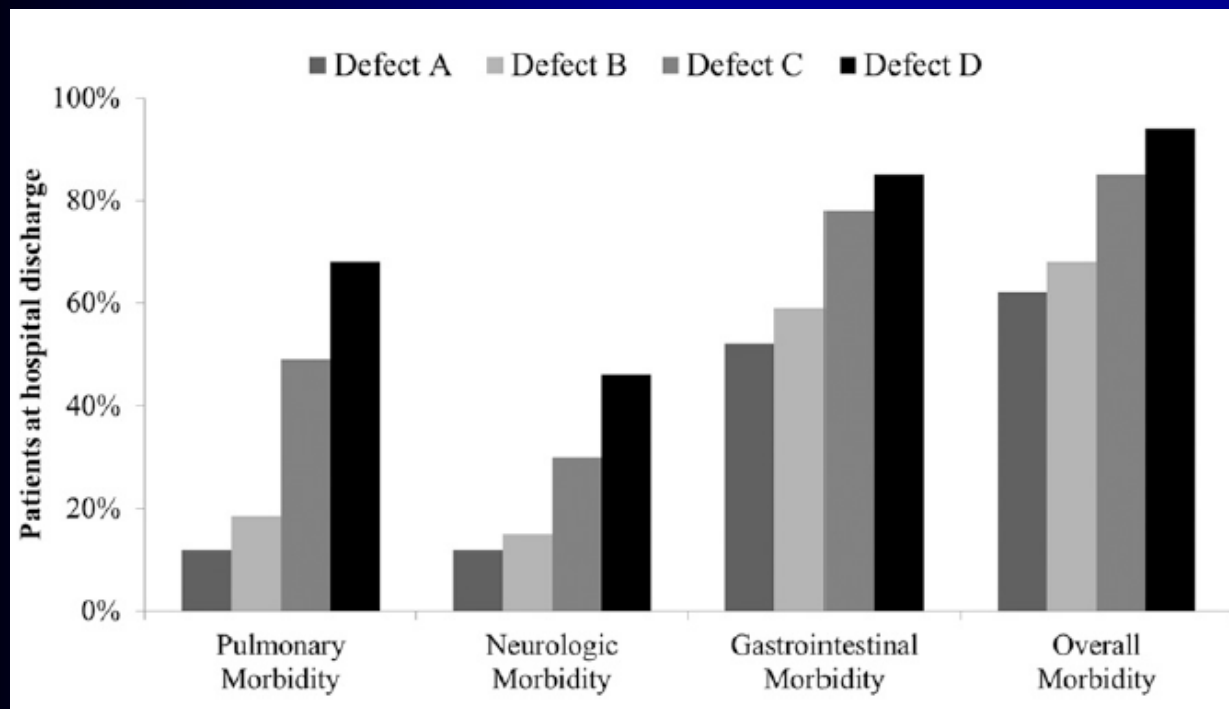 Defect A Defect B Defect C Defect D
100%
80%
60%
40%
20%
0%
Patients at hospital discharge
Pulmonary
Morbidity
Neurologic
Morbidity
Gastrointestinal
Morbidity
Overall
Morbidity